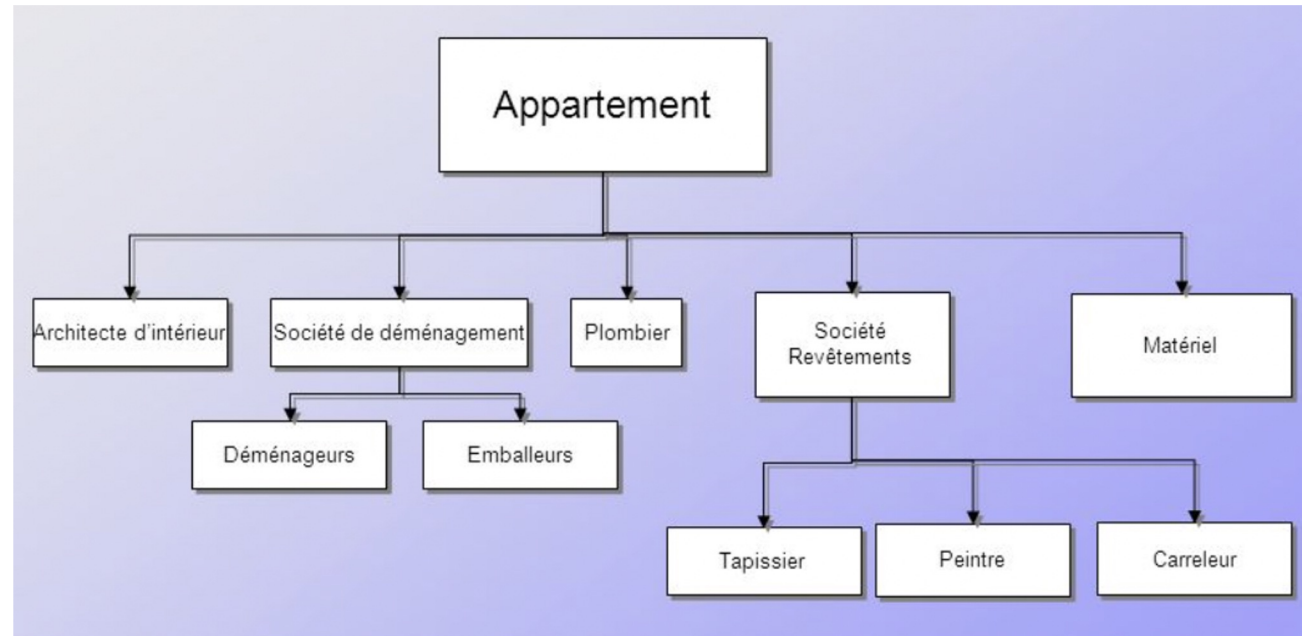 Appartement
Architecte d'intérieur
Société de déménagement
Plombier
Société
Revêtements
Matériel
Déménageurs
Emballeurs
Tapissier
Peintre
Carreleur